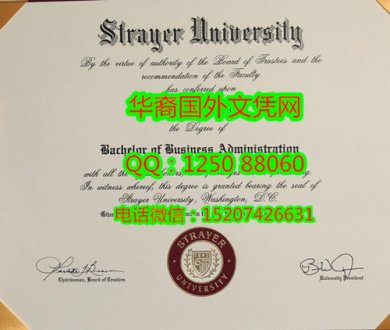 Strayer University
By the virtue of authority of the Board of Trustees and the
recommendation of the Faculty
has conferred upon
华裔国外文凭网
the Degree of
Bachelor of Business Administration
QQ：1250 88060
with all the
In witness whereof, this degree is granted bearing the seal of
Strayer University, Washington, D.C.
电话微信：15207426631
STRAYER
UNIVERSITY
Chairwoman, Board of Trustees
University President